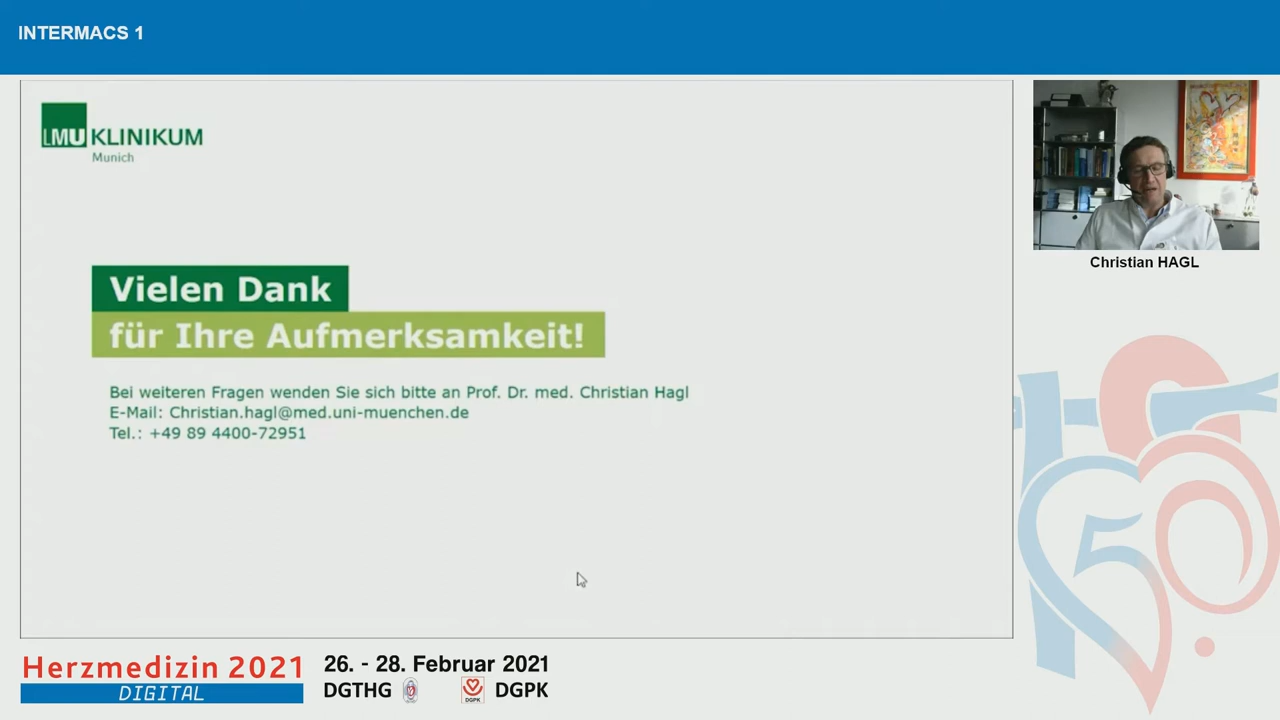 INTERMACS 1
LMU KLINIKUM
Munich
Vielen Dank
für Ihre Aufmerksamkeit!
Bei weiteren Fragen wenden Sie sich bitte an Prof. Dr. med. Christian Hagl
E-Mail: Christian.hagl@med.uni-muenchen.de
Tel.: +49 89 4400-72951
Christian HAGL
50.
Herzmedizin 2021
DIGITAL
26. - 28. Februar 2021
DGTHG
DGPK
DGPK